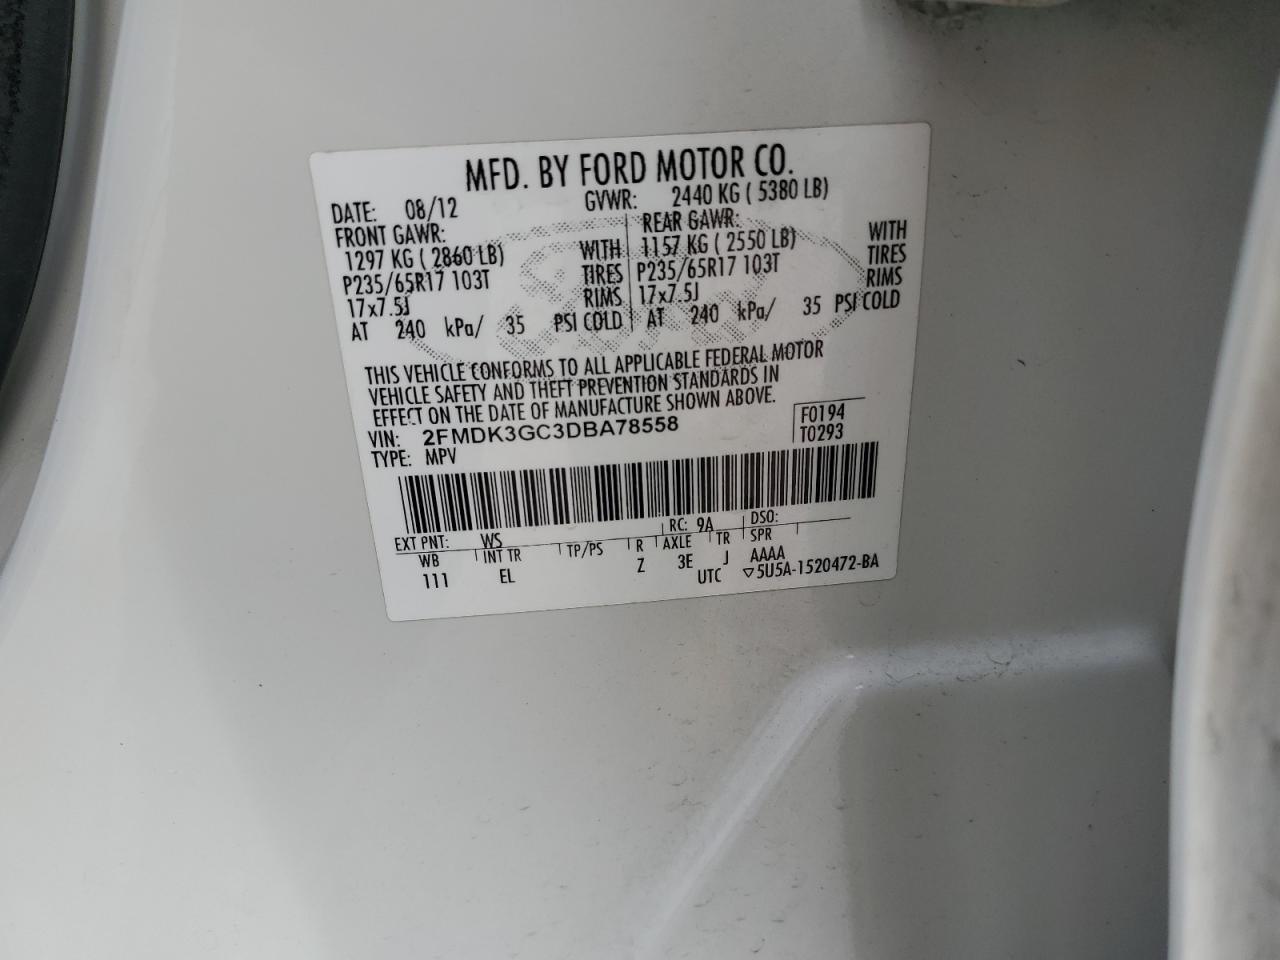 MFD. BY FORD MOTOR CO.
DATE: 08/12 GVWR: 2440 KG ( 5380 LB)
FRONT GAWR: REAR GAWR:
1297 KG ( 2860 LB) WITH 1157 KG ( 2550 LB) WITH
P235/65R17 103T TIRES P235/65R17 103T TIRES
17x7.5J RIMS 17x7.5J RIMS
AT 240 kPa/ 35 PSI COLD AT 240 kPa/ 35 PSI COLD
THIS VEHICLE CONFORMS TO ALL APPLICABLE FEDERAL MOTOR
VEHICLE SAFETY AND THEFT PREVENTION STANDARDS IN
EFFECT ON THE DATE OF MANUFACTURE SHOWN ABOVE.
VIN: 2FMDK3GC3DBA78558 F0194
TYPE: MPV T0293
EXT PNT: WS RC: 9A DSO:
WB INT TR TP/PS R AXLE TR SPR
111 EL Z 3E J AAAA
UTC ▽5U5A-1520472-BA